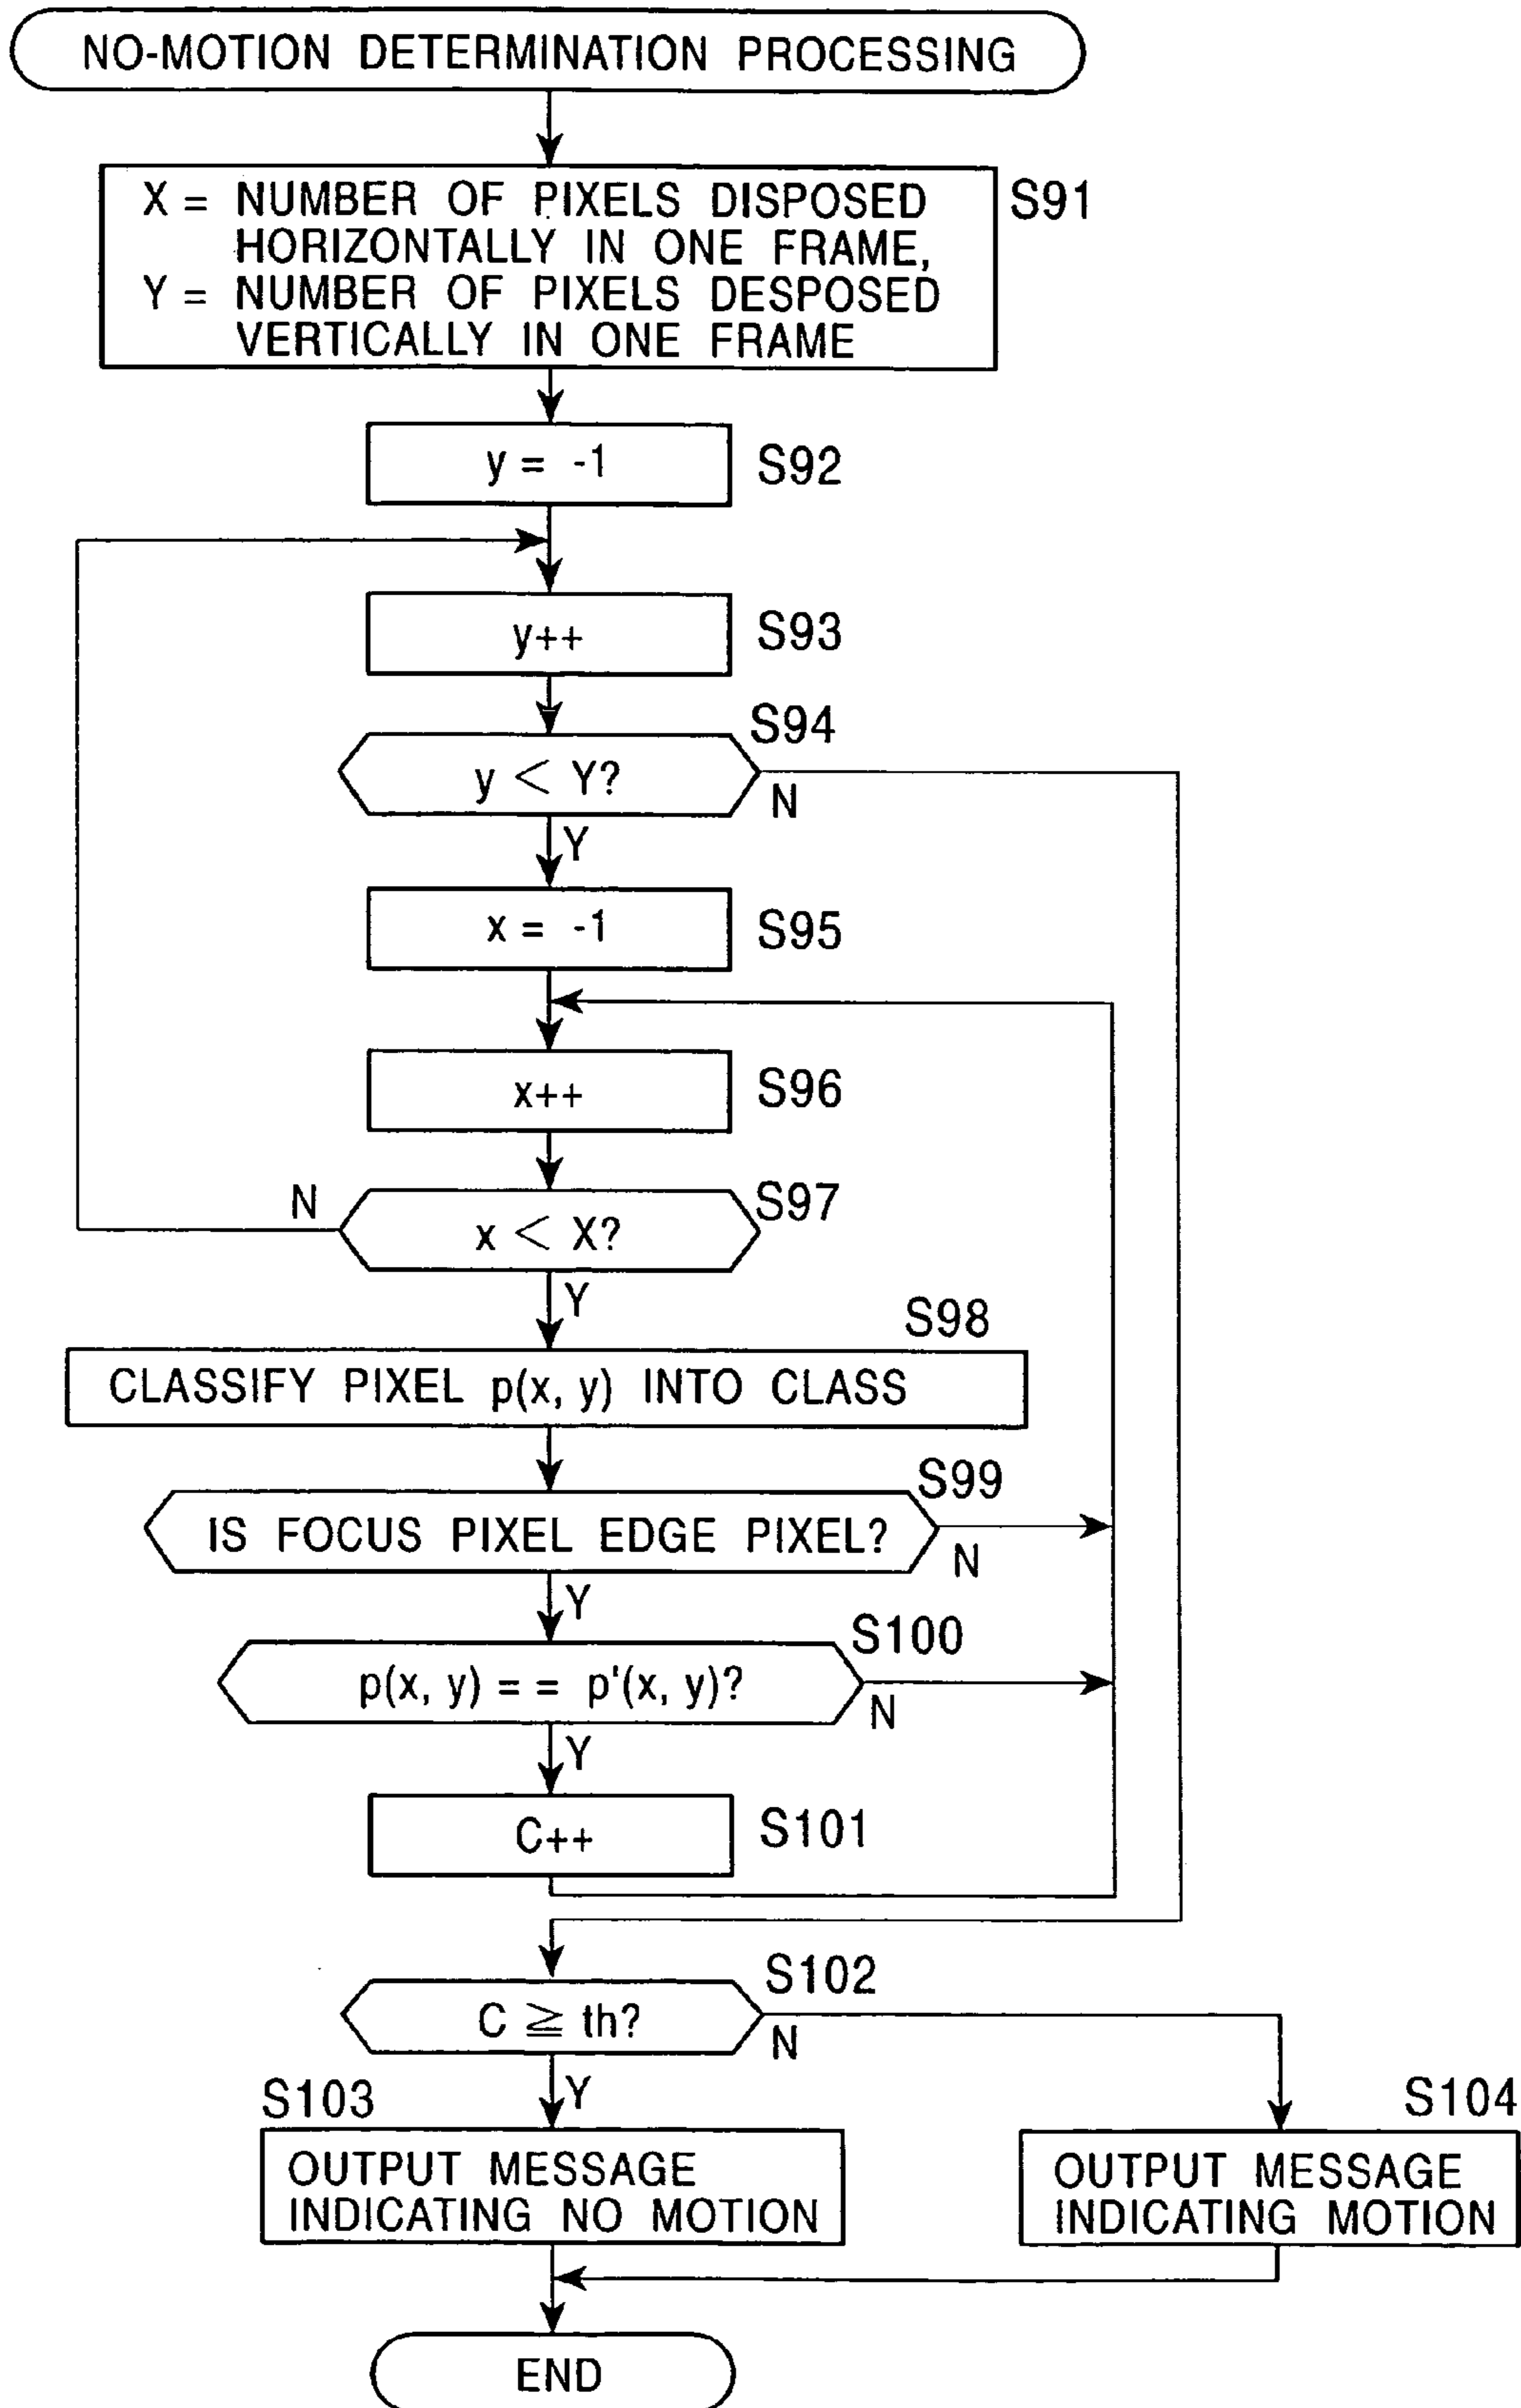 NO-MOTION DETERMINATION PROCESSING
X = NUMBER OF PIXELS DISPOSED
HORIZONTALLY IN ONE FRAME,
Y = NUMBER OF PIXELS DESPOSED
VERTICALLY IN ONE FRAME
S91
y = -1
S92
y++
S93
S94
y < Y?
N
Y
x = -1
S95
x++
S96
N
S97
x < X?
Y
S98
CLASSIFY PIXEL p(x, y) INTO CLASS
S99
IS FOCUS PIXEL EDGE PIXEL?
N
Y
S100
p(x, y) = = p'(x, y)?
N
Y
C++
S101
S102
C ≧ th?
N
Y
S103
OUTPUT MESSAGE
INDICATING NO MOTION
S104
OUTPUT MESSAGE
INDICATING MOTION
END